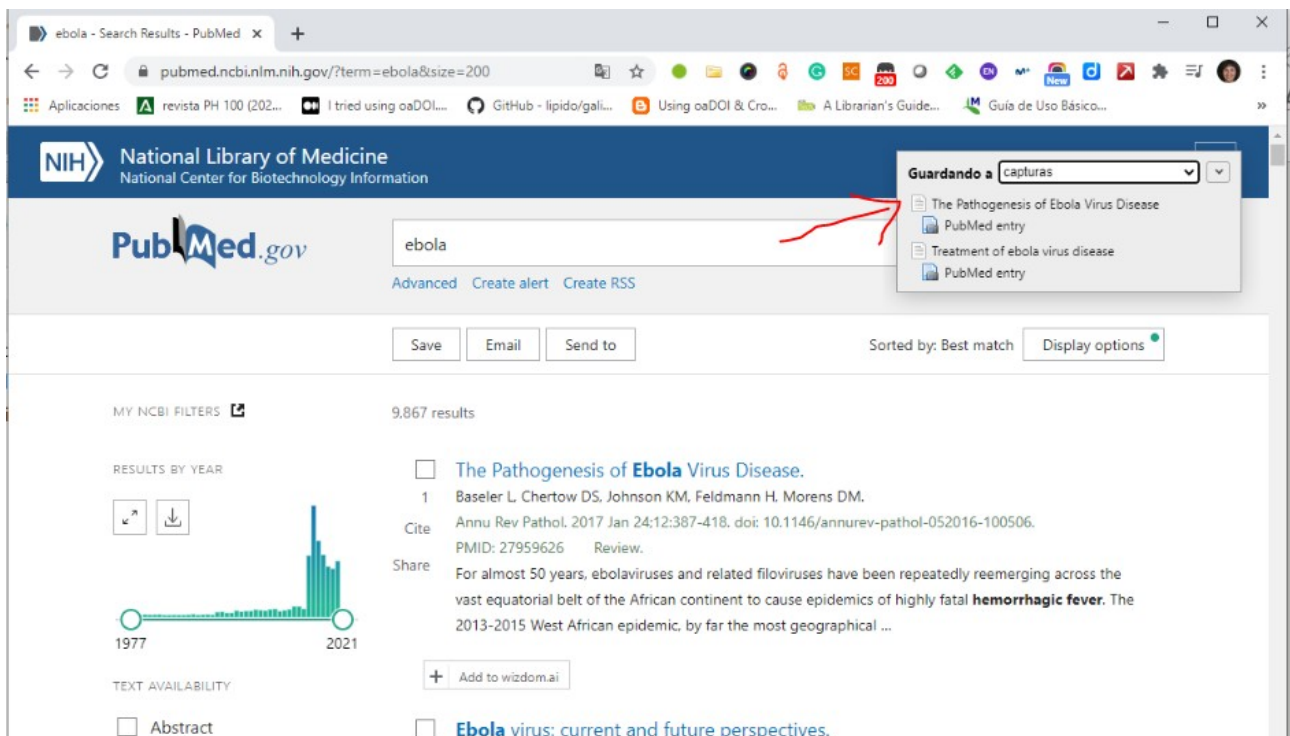 ebola - Search Results - PubMed
pubmed.ncbi.nlm.nih.gov/?term=ebola&size=200
SC
200
EN
New
Aplicaciones
revista PH 100 (202...
I tried using oaDOI....
GitHub - lipido/gali...
Using oaDOI & Cro...
A Librarian's Guide...
Guía de Uso Básico...
NIH
National Library of Medicine
National Center for Biotechnology Information
Guardando a capturas
The Pathogenesis of Ebola Virus Disease
PubMed entry
Treatment of ebola virus disease
PubMed entry
PubMed.gov
ebola
Advanced Create alert Create RSS
Save Email Send to
Sorted by: Best match Display options
MY NCBI FILTERS
9,867 results
RESULTS BY YEAR
1977 2021
TEXT AVAILABILITY
Abstract
The Pathogenesis of Ebola Virus Disease.
1
Baseler L, Chertow DS, Johnson KM, Feldmann H, Morens DM.
Cite
Annu Rev Pathol. 2017 Jan 24;12:387-418. doi: 10.1146/annurev-pathol-052016-100506.
PMID: 27959626 Review.
Share
For almost 50 years, ebolaviruses and related filoviruses have been repeatedly reemerging across the
vast equatorial belt of the African continent to cause epidemics of highly fatal hemorrhagic fever. The
2013-2015 West African epidemic, by far the most geographical ...
+ Add to wizdom.ai
Ebola virus: current and future perspectives.